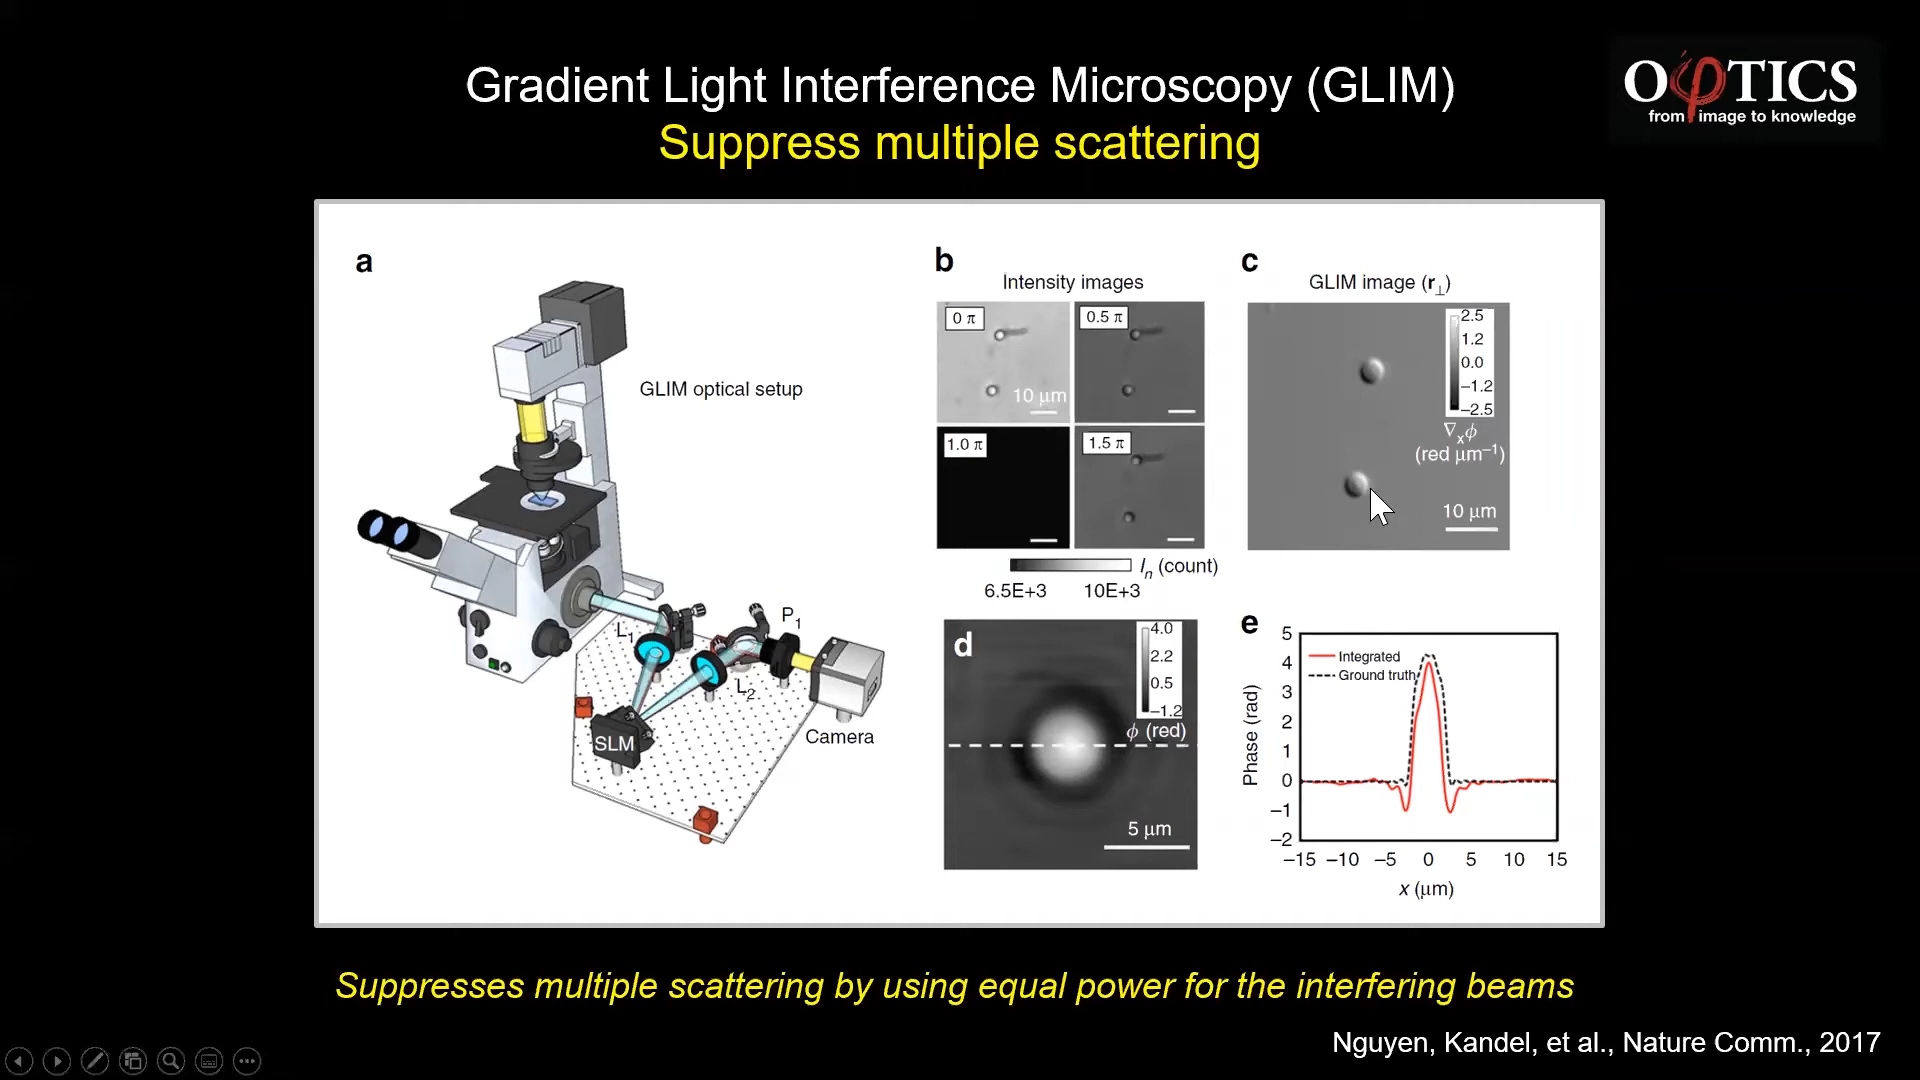 Gradient Light Interference Microscopy (GLIM)
Suppress multiple scattering
OφTICS
from image to knowledge
a
GLIM optical setup
L1
L2
P1
SLM
Camera
b
Intensity images
0 π
0.5 π
10 μm
1.0 π
1.5 π
In (count)
6.5E+3 10E+3
c
GLIM image (r⊥)
2.5
1.2
0.0
−1.2
−2.5
∇xϕ
(red μm−1)
10 μm
d
4.0
2.2
0.5
−1.2
ϕ (red)
5 μm
e
5
4
3
2
1
0
−1
−2
Phase (rad)
Integrated
Ground truth
−15 −10 −5 0 5 10 15
x (μm)
Suppresses multiple scattering by using equal power for the interfering beams
Nguyen, Kandel, et al., Nature Comm., 2017